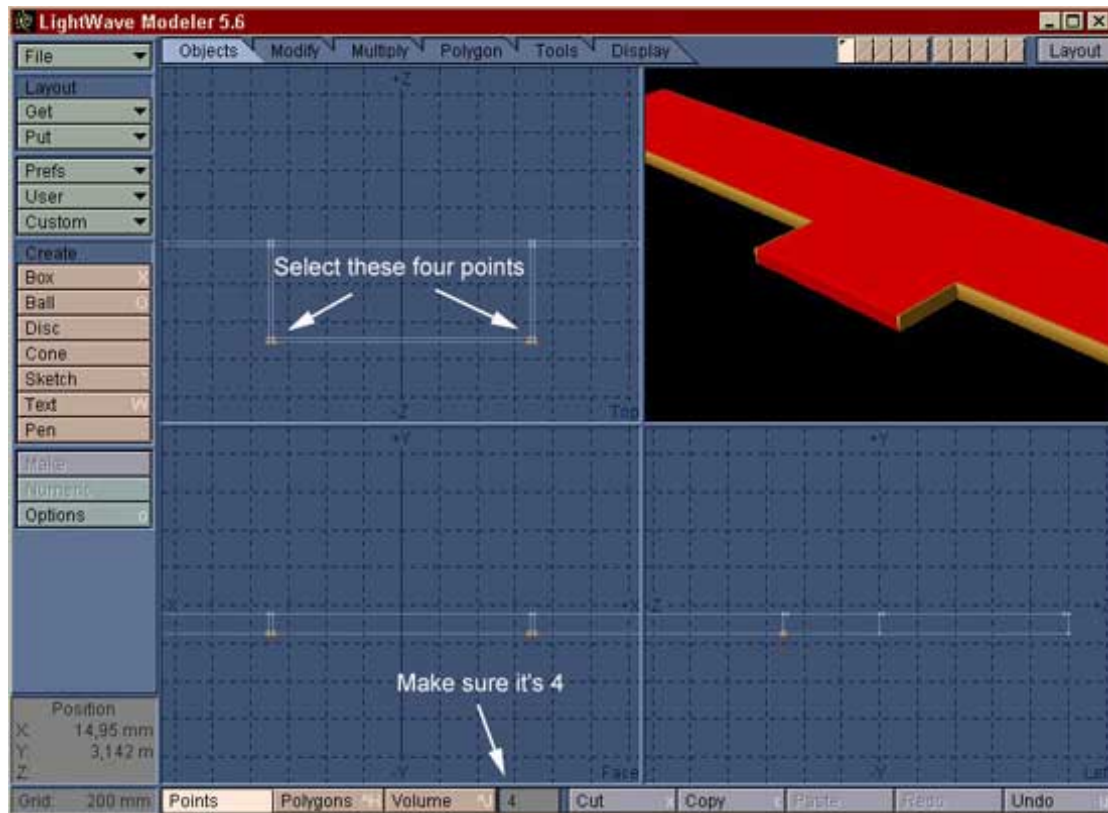 LightWave Modeler 5.6
File
Objects Modify Multiply Polygon Tools Display
Layout
Layout
Get
Put
Prefs
User
Custom
Create
Box X
Ball O
Disc
Cone
Sketch
Text W
Pen
Make
Numeric
Options o
+Z
Select these four points
-Z
Top
+Y
-X
Make sure it's 4
-Y
Face
+Y
-Z
-Y
Left
Position
X: 14,95 mm
Y: 3,142 m
Z:
Grid: 200 mm
Points Polygons ^H Volume ^J 4 Cut x Copy c Paste Redo Undo u